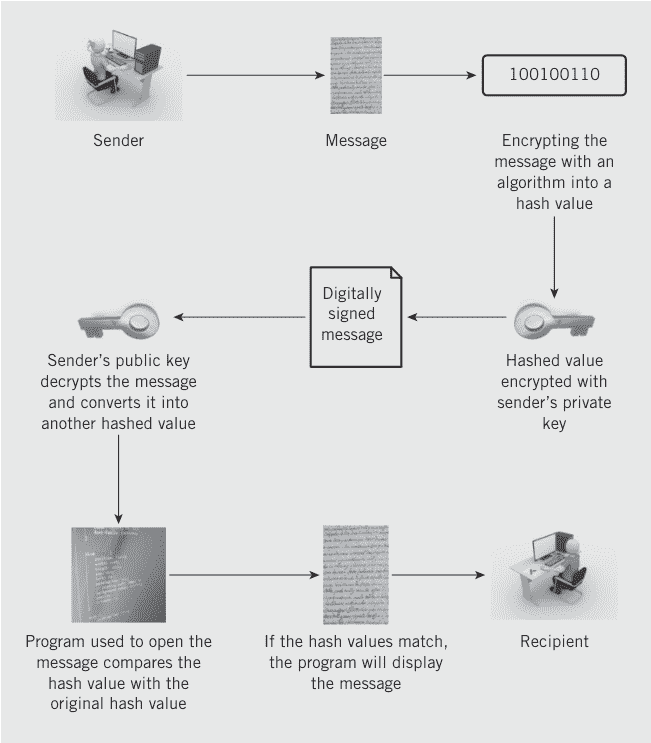 100100110
Sender
Message
Encrypting the
message with an
algorithm into a
hash value
Digitally
signed
message
Sender's public key
decrypts the message
and converts it into
another hashed value
Hashed value
encrypted with
sender's private
key
Program used to open the
message compares the
hash value with the
original hash value
If the hash values match,
the program will display
the message
Recipient